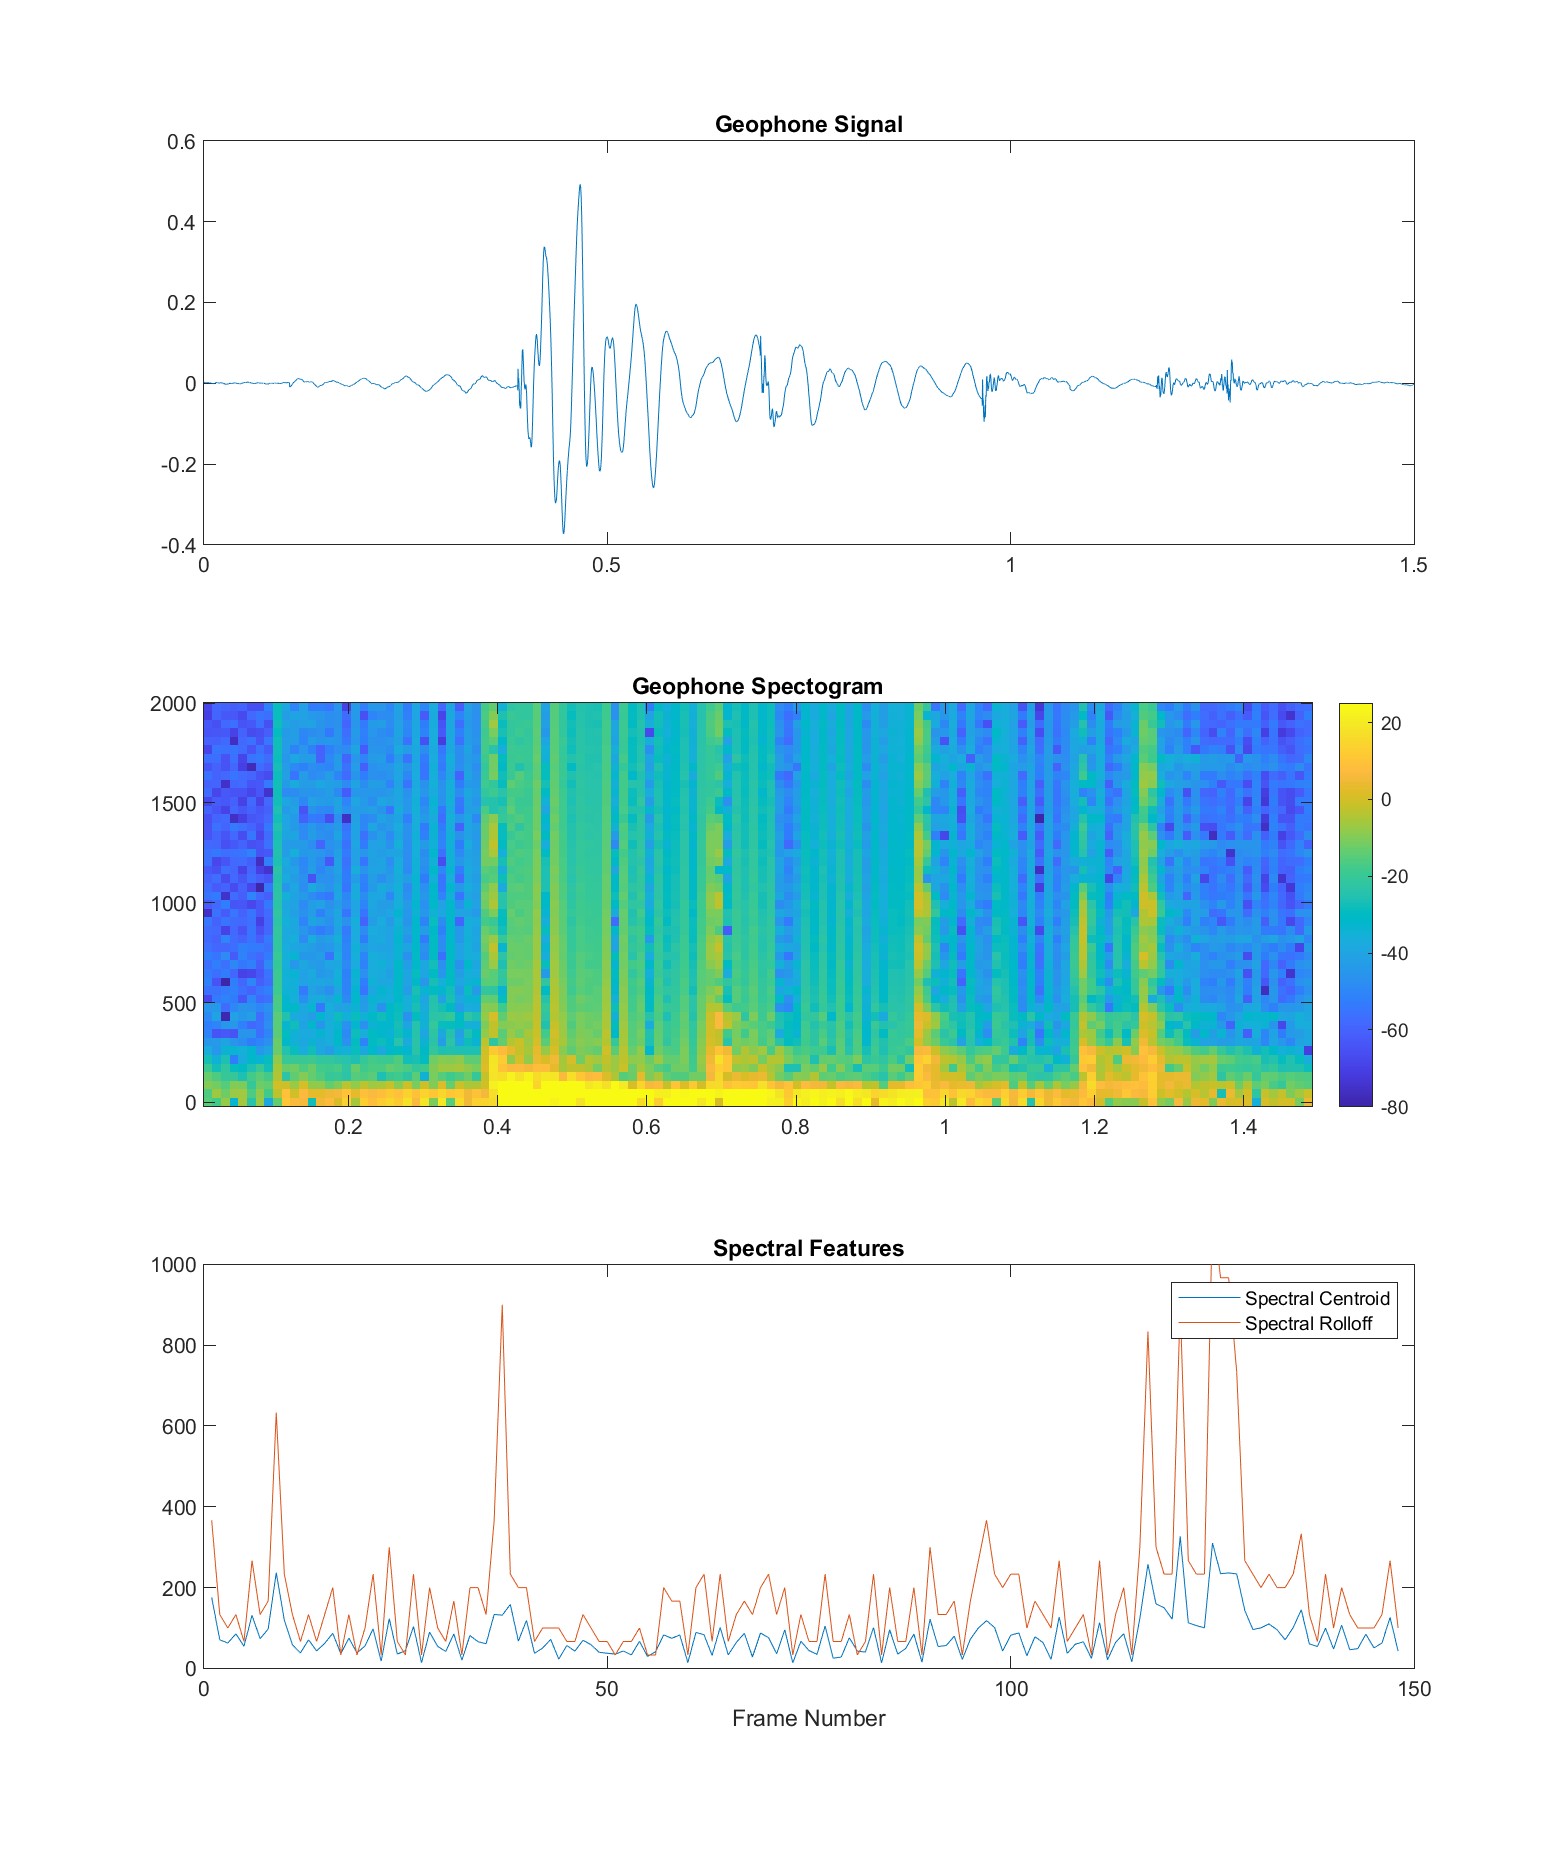 Geophone Signal
0.6
0.4
0.2
0
-0.2
-0.4
0 0.5 1 1.5
Geophone Spectogram
2000
1500
1000
500
0
0.2 0.4 0.6 0.8 1 1.2 1.4
20
0
-20
-40
-60
-80
Spectral Features
1000
800
600
400
200
0
0 50 100 150
Frame Number
Spectral Centroid
Spectral Rolloff